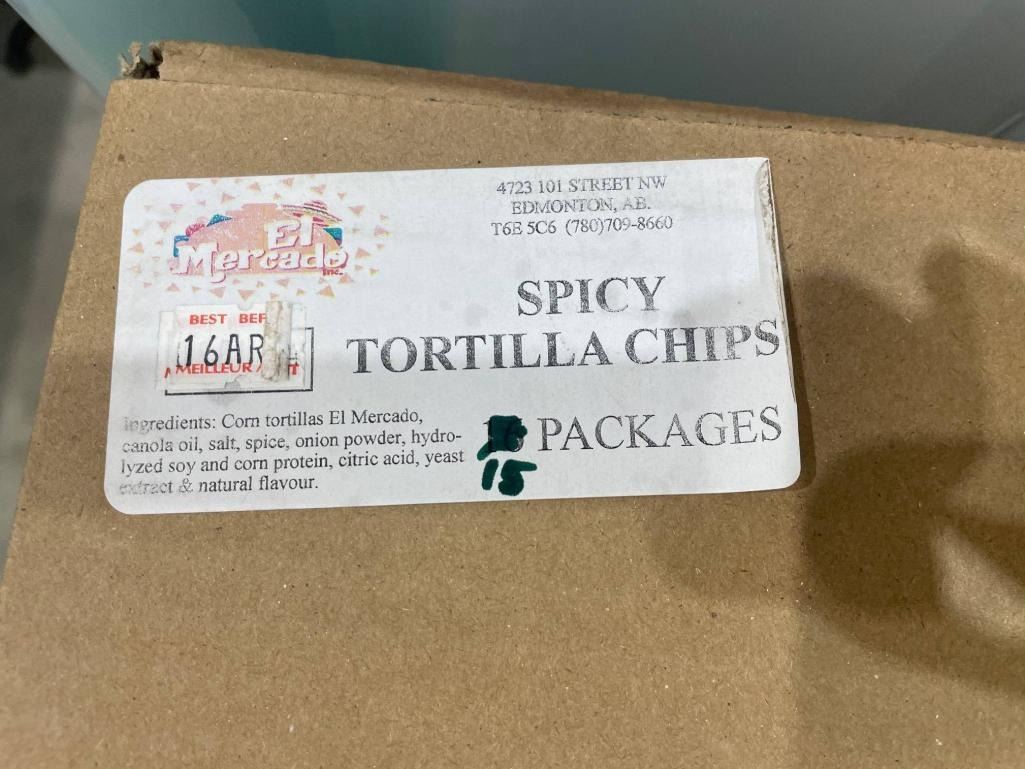 El
Mercado
Inc.
4723 101 STREET NW
EDMONTON, AB.
T6E 5C6 (780)709-8660
SPICY
TORTILLA CHIPS
BEST BEF
16AR
MEILLEUR
Ingredients: Corn tortillas El Mercado,
canola oil, salt, spice, onion powder, hydro-
lyzed soy and corn protein, citric acid, yeast
extract & natural flavour.
PACKAGES
15